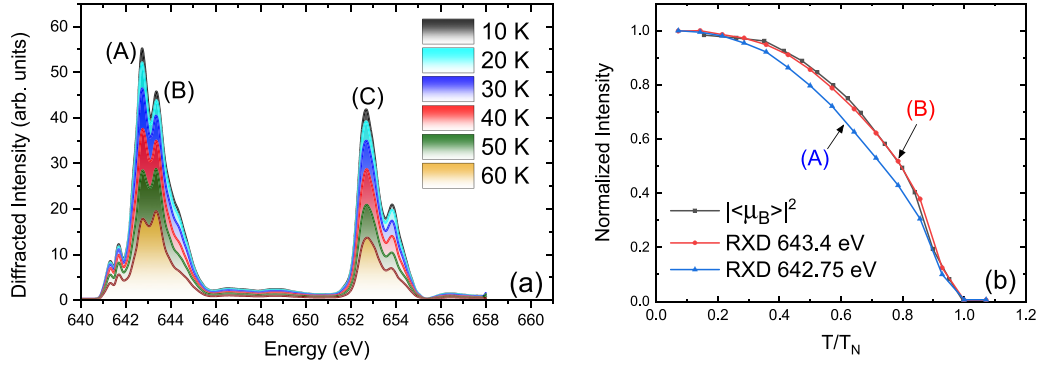 60
50
40
30
20
10
0
Diffracted Intensity (arb. units)
640 642 644 646 648 650 652 654 656 658 660
Energy (eV)
(A)
(B)
(C)
10 K
20 K
30 K
40 K
50 K
60 K
(a)
1.0
0.8
0.6
0.4
0.2
0.0
Normalized Intensity
0.0 0.2 0.4 0.6 0.8 1.0 1.2
T/T_N
(b)
(B)
(A)
|<μ_B>|²
RXD 643.4 eV
RXD 642.75 eV